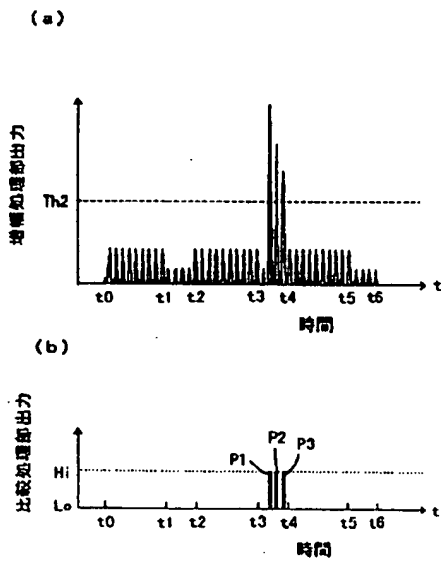 (a)
増幅処理部出力
Th2
t0 t1 t2 t3 t4 t5 t6 t
時間
(b)
比較処理部出力
P1 P2 P3
Hi
Lo
t0 t1 t2 t3 t4 t5 t6 t
時間